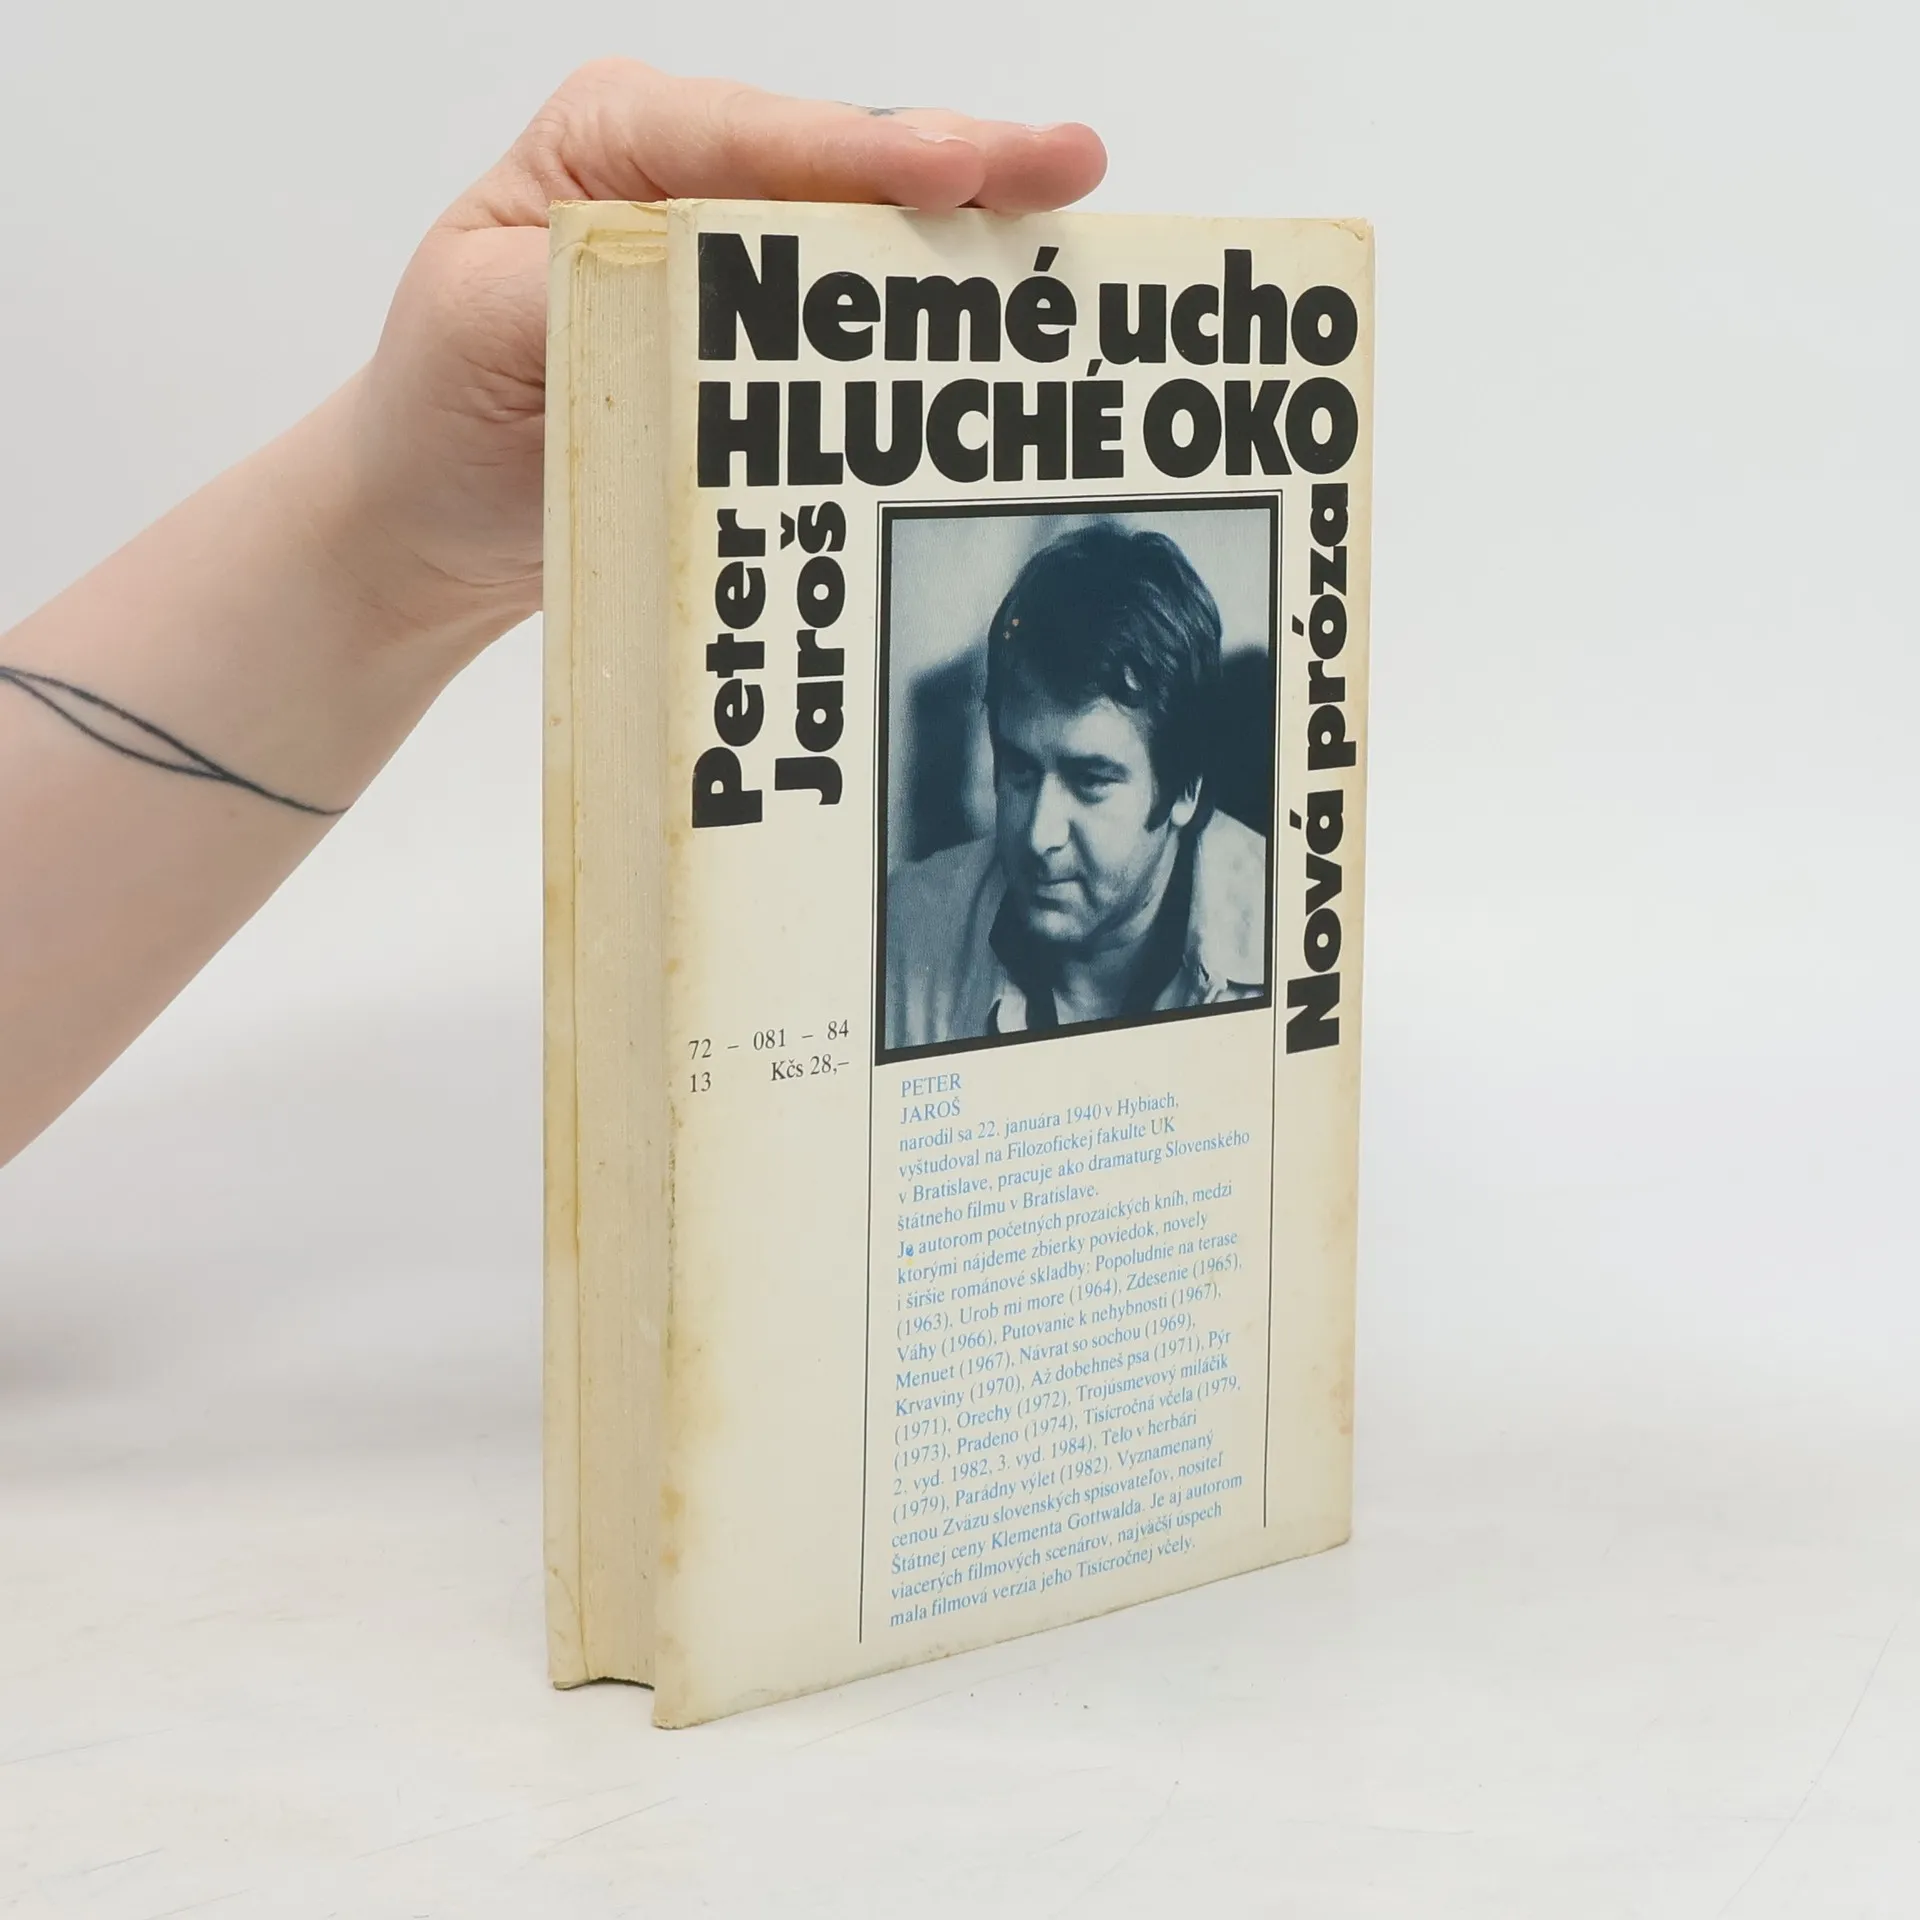 Nemé ucho
HLUCHÉ OKO
Peter
Jaroš
Nová próza
72 – 081 – 84
13 Kčs 28,–
PETER
JAROŠ
narodil sa 22. januára 1940 v Hybiach,
vyštudoval na Filozofickej fakulte UK
v Bratislave, pracuje ako dramaturg Slovenského
štátneho filmu v Bratislave.
Je autorom početných prozaických kníh, medzi
ktorými nájdeme zbierky poviedok, novely
i širšie románové skladby: Popoludnie na terase
(1963), Urob mi more (1964), Zdesenie (1965),
Váhy (1966), Putovanie k nehybnosti (1967),
Menuet (1967), Návrat so sochou (1969),
Krvaviny (1970), Až dobehneš psa (1971), Pýr
(1971), Orechy (1972), Trojúsmevový miláčik
(1973), Pradeno (1974), Tisícročná včela (1979,
2. vyd. 1982, 3. vyd. 1984), Telo v herbári
(1979), Parádny výlet (1982). Vyznamenaný
cenou Zväzu slovenských spisovateľov, nositeľ
Štátnej ceny Klementa Gottwalda. Je aj autorom
viacerých filmových scenárov, najväčší úspech
mala filmová verzia jeho Tisícročnej včely.